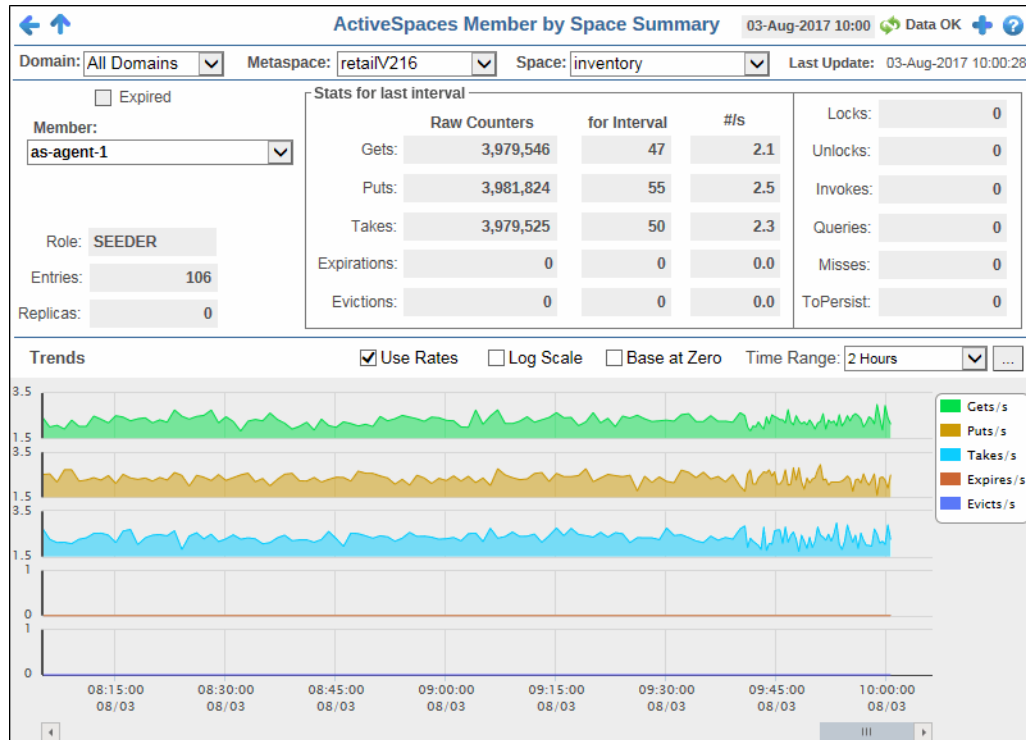 ActiveSpaces Member by Space Summary 03-Aug-2017 10:00 Data OK
Domain: All Domains Metaspace: retailV216 Space: inventory Last Update: 03-Aug-2017 10:00:28
Expired
Member:
as-agent-1
Role: SEEDER
Entries: 106
Replicas: 0
Stats for last interval
Raw Counters for Interval #/s
Gets: 3,979,546 47 2.1
Puts: 3,981,824 55 2.5
Takes: 3,979,525 50 2.3
Expirations: 0 0 0.0
Evictions: 0 0 0.0
Locks: 0
Unlocks: 0
Invokes: 0
Queries: 0
Misses: 0
ToPersist: 0
Trends Use Rates Log Scale Base at Zero Time Range: 2 Hours ...
3.5
1.5
3.5
1.5
3.5
1.5
1
0
1
0
08:15:00 08:30:00 08:45:00 09:00:00 09:15:00 09:30:00 09:45:00 10:00:00
08/03 08/03 08/03 08/03 08/03 08/03 08/03 08/03
Gets/s
Puts/s
Takes/s
Expires/s
Evicts/s